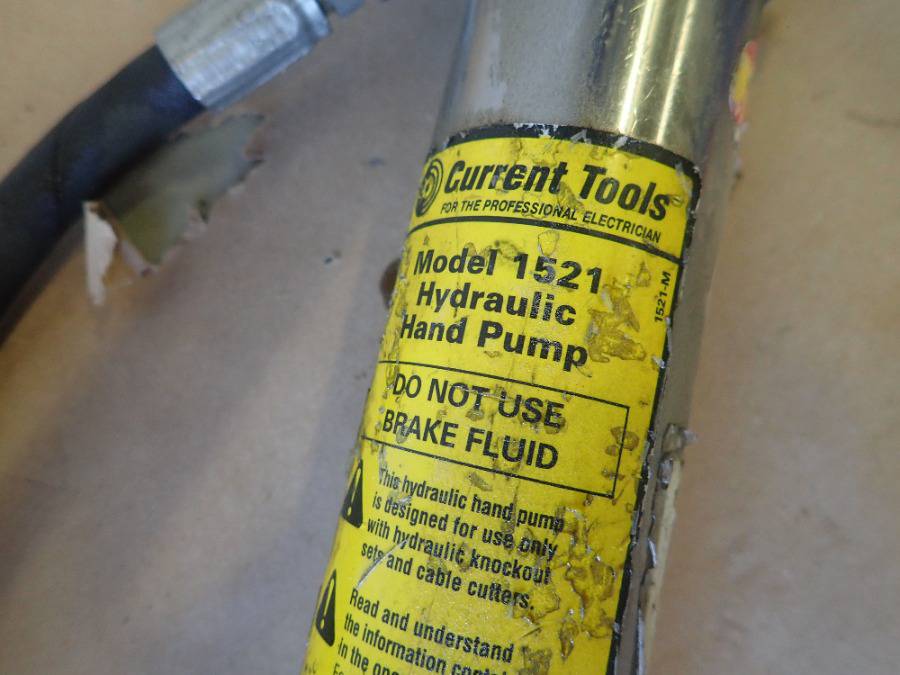 Current Tools
FOR THE PROFESSIONAL ELECTRICIAN
Model 1521
Hydraulic
Hand Pump
1521-M
DO NOT USE
BRAKE FLUID
This hydraulic hand pump
is designed for use only
with hydraulic knockout
sets and cable cutters.
Read and understand
the information
in the